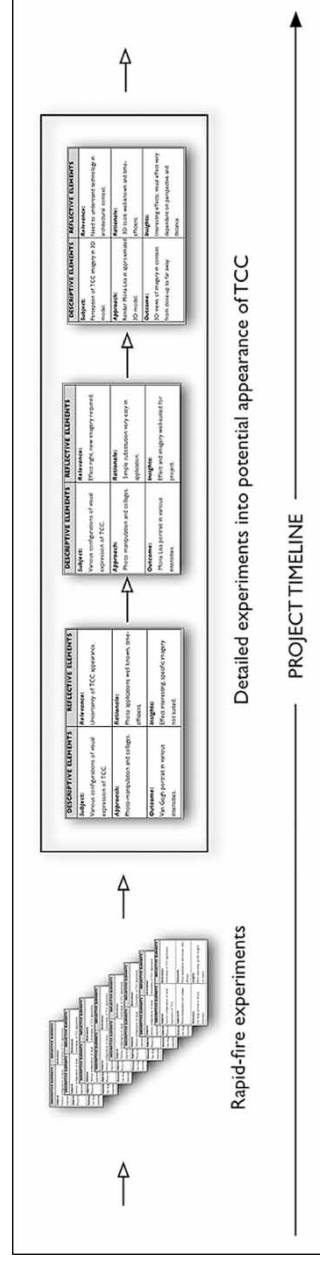 DESCRIPTIVE ELEMENTS REFLECTIVE ELEMENTS
Subject: Relevance:
Various configurations of visual Uncertainty of TCC appearance.
expression of TCC.
Approach: Rationale:
Photo-manipulation and collages. Photo applications well known, time-
efficient.
Outcome: Insights:
Van Gogh portrait in various Effect interesting, specific imagery
intensities. not suited.
DESCRIPTIVE ELEMENTS REFLECTIVE ELEMENTS
Subject: Relevance:
Various configurations of visual Effect right, new imagery required.
expression of TCC.
Approach: Rationale:
Photo-manipulation and collages. Simple substitution very easy in
application.
Outcome: Insights:
Mona Lisa portrait in various Effect and imagery well-suited for
intensities. project.
DESCRIPTIVE ELEMENTS REFLECTIVE ELEMENTS
Subject: Relevance:
Perception of TCC imagery in 3D Need to understand technology in
model. architectural context.
Approach: Rationale:
Render Mona Lisa in approximated 3D tools well-known and time-
3D model. efficient.
Outcome: Insights:
3D views of imagery in context Interesting effects; visual effect very
from close-up to far away. dependent on perspective and
distance.
Rapid-fire experiments
Detailed experiments into potential appearance of TCC
PROJECT TIMELINE